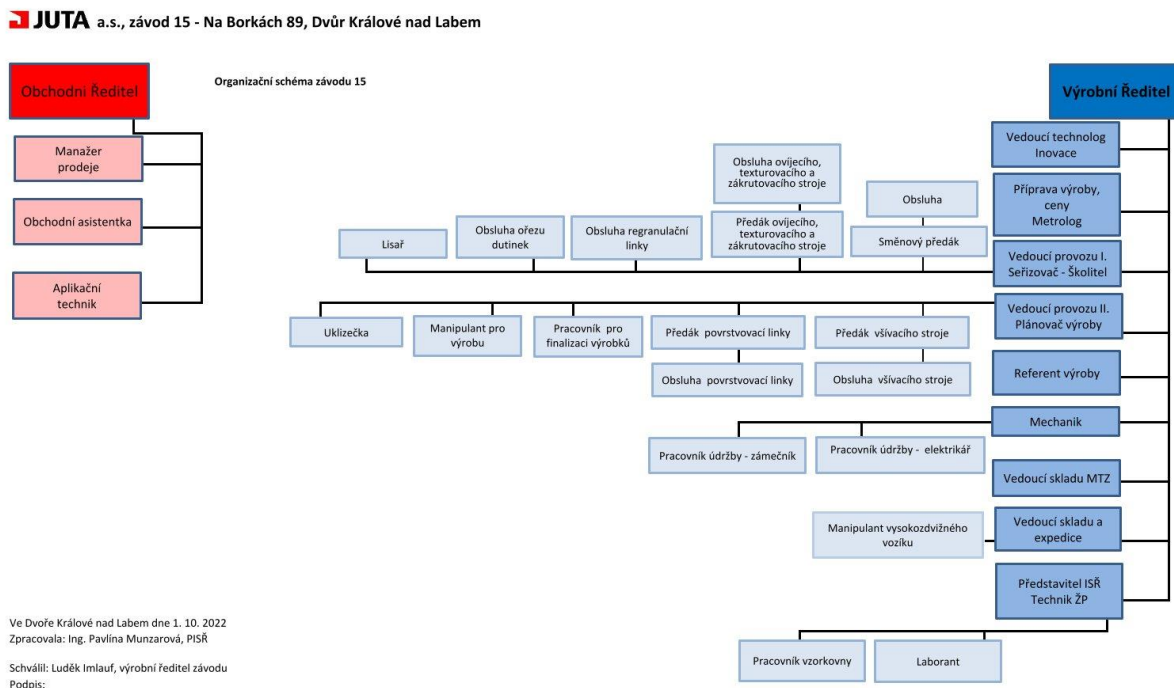 JUTA a.s., závod 15 - Na Borkách 89, Dvůr Králové nad Labem
Organizační schéma závodu 15
Obchodní Ředitel
Manažer
prodeje
Obchodní asistentka
Aplikační
technik
Výrobní Ředitel
Vedoucí technolog
Inovace
Příprava výroby,
ceny
Metrolog
Obsluha ovíjecího,
texturovacího a
zákrutovacího stroje
Obsluha
Lisař
Obsluha ořezu
dutinek
Obsluha regranulační
linky
Předák ovíjecího,
texturovacího a
zákrutovacího stroje
Směnový předák
Vedoucí provozu I.
Seřizovač - Školitel
Vedoucí provozu II.
Plánovač výroby
Uklizečka
Manipulant pro
výrobu
Pracovník pro
finalizaci výrobků
Předák povrstvovací linky
Předák všívacího stroje
Obsluha povrstvovací linky
Obsluha všívacího stroje
Referent výroby
Mechanik
Pracovník údržby - zámečník
Pracovník údržby - elektrikář
Vedoucí skladu MTZ
Manipulant vysokozdvižného
vozíku
Vedoucí skladu a
expedice
Představitel ISŘ
Technik ŽP
Pracovník vzorkovny
Laborant
Ve Dvoře Králové nad Labem dne 1. 10. 2022
Zpracovala: Ing. Pavlína Munzarová, PISŘ
Schválil: Luděk Imlauf, výrobní ředitel závodu
Podpis: